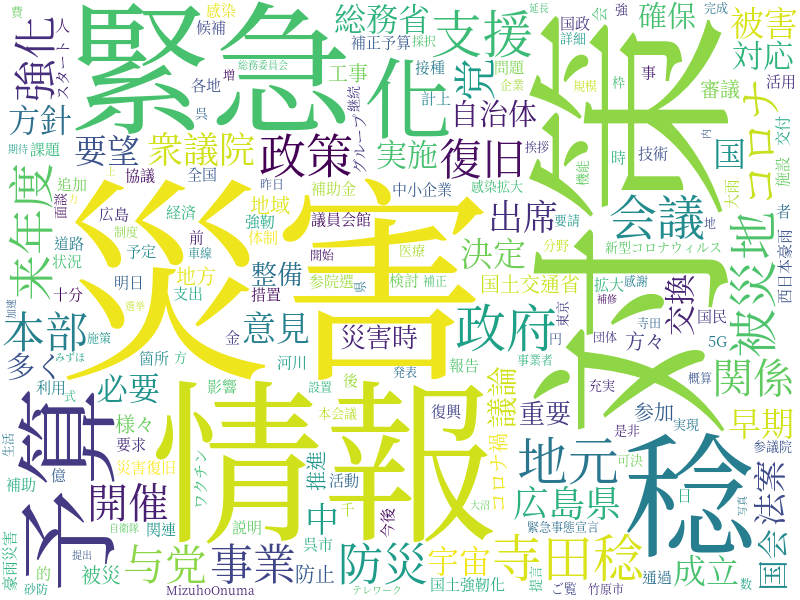 災害
対策
情報
緊急
予算
稔
化
支援
総務省
確保
被害
対応
強化
感染
候補
補正予算
採択
国政
会
強
完成
延長
詳細
費
人
スタート
総務委員会
各地
増
工事
接種
問題
枠
事
審議
活用
党
計上
企業
規模
方針
呉
継続
自治体
グループ
コロナ
交付
要望
衆議院
政策
実施
復旧
挨拶
時
技術
国
内
施設
期待
課題
上
協議
全国
昨日
補助金
中小企業
感染拡大
機能
大雨
来年度
追加
面談
力
地域
議員会館
出席
要請
会議
地
者
広島
経済
強靭
制度
体制
前
車線
開始
医療
決定
分野
新型コロナウィルス
被災地
西日本豪雨
道路
予定
状況
地方
整備
参院選
検討
補正
国土交通省
拡大
感謝
交換
十分
明日
支出
措置
県
東京
補修
国民
加速
選挙
本部
金
意見
災害時
政府
円
寺田
方々
5G
施策
みずほ
箇所
方
河川
報告
事業者
団体
概算
多く
利用
式
必要
影響
設置
後
発表
議論
充実
関係
様々
本会議
復興
重要
参加
実現
早期
生活
億
要求
是非
参議院
災害復旧
ワクチン
推進
活動
コロナ禍
地元
可決
法案
補助
開催
千
今後
大沼
広島県
日
写真
自衛隊
関連
説明
中
呉市
緊急事態宣言
国会
豪雨災害
的
提出
与党
事業
防災
宇宙
寺田稔
通過
成立
数
砂防
被災
防止
国土強靭化
提言
ご覧
竹原市
MizuhoOnuma
テレワーク